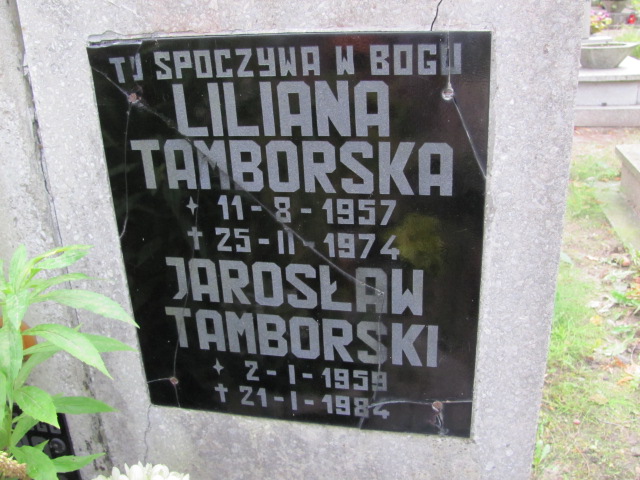 TU SPOCZYWA W BOGU
LILIANA
TAMBORSKA
✶ 11-8-1957
✝ 25-11-1974
JAROSŁAW
TAMBORSKI
✶ 2-1-1959
✝ 21-1-1984